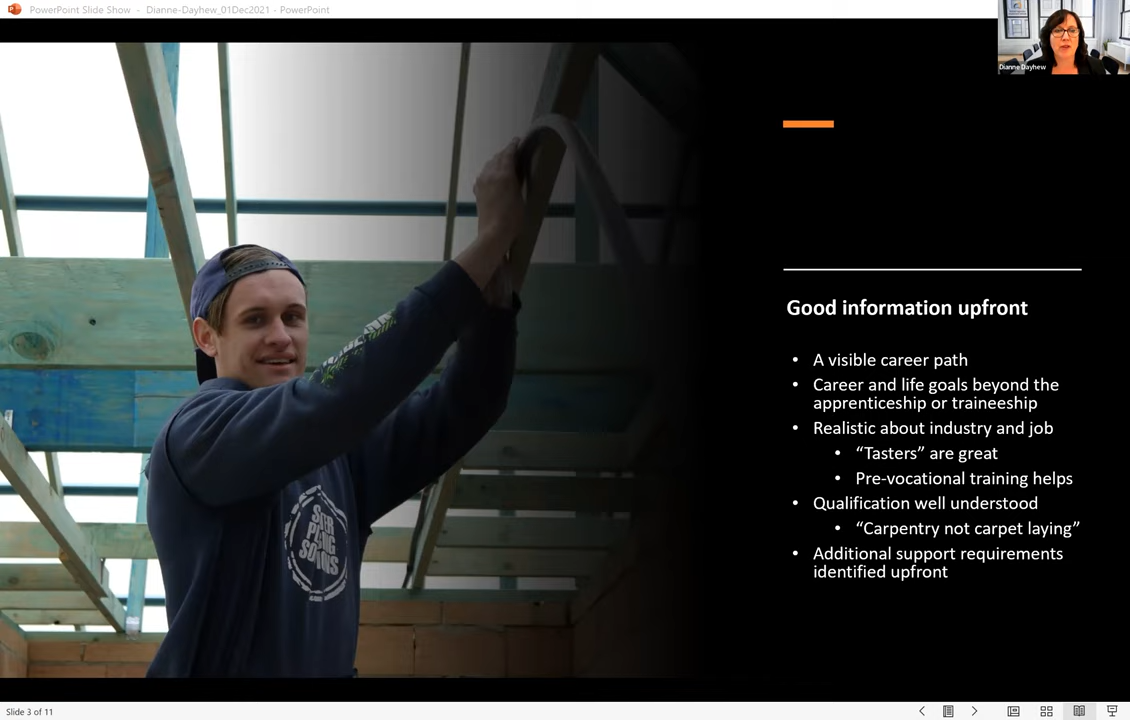 PowerPoint Slide Show - Dianne-Dayhew_01Dec2021 - PowerPoint
Dianne Dayhew
Good information upfront
• A visible career path
• Career and life goals beyond the
apprenticeship or traineeship
• Realistic about industry and job
• “Tasters” are great
• Pre-vocational training helps
• Qualification well understood
• “Carpentry not carpet laying”
• Additional support requirements
identified upfront
Slide 3 of 11